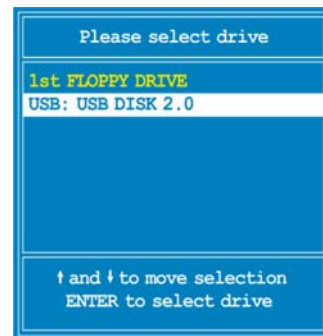 Please select drive
1st FLOPPY DRIVE
USB: USB DISK 2.0
↑ and ↓ to move selection
ENTER to select drive